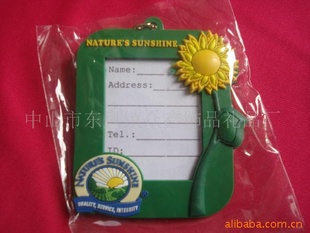 NATURE'S SUNSHINE
Name:
Address:
中山市东 品礼品厂
Tel.:
ID:
NATURE'S SUNSHINE
QUALITY, SERVICE, INTEGRITY
alibaba.com.cn